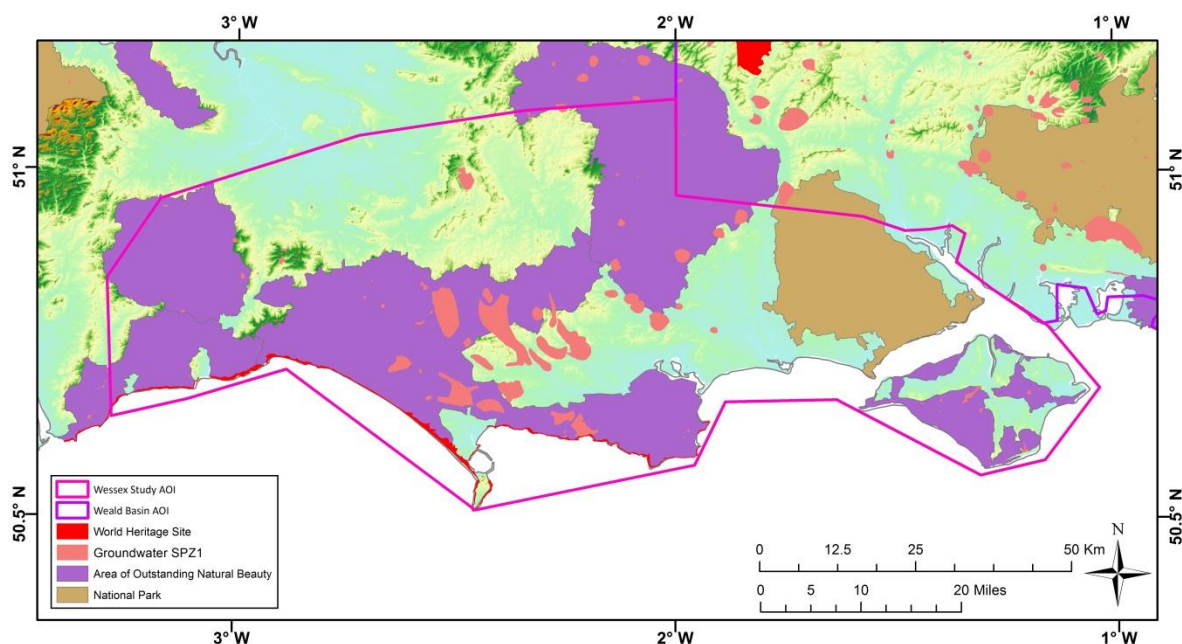 3° W 2° W 1° W
51° N 51° N
50.5° N 50.5° N
Wessex Study AOI
Weald Basin AOI
World Heritage Site
Groundwater SPZ1
Area of Outstanding Natural Beauty
National Park
N
0 12.5 25 50 Km
0 5 10 20 Miles
3° W 2° W 1° W